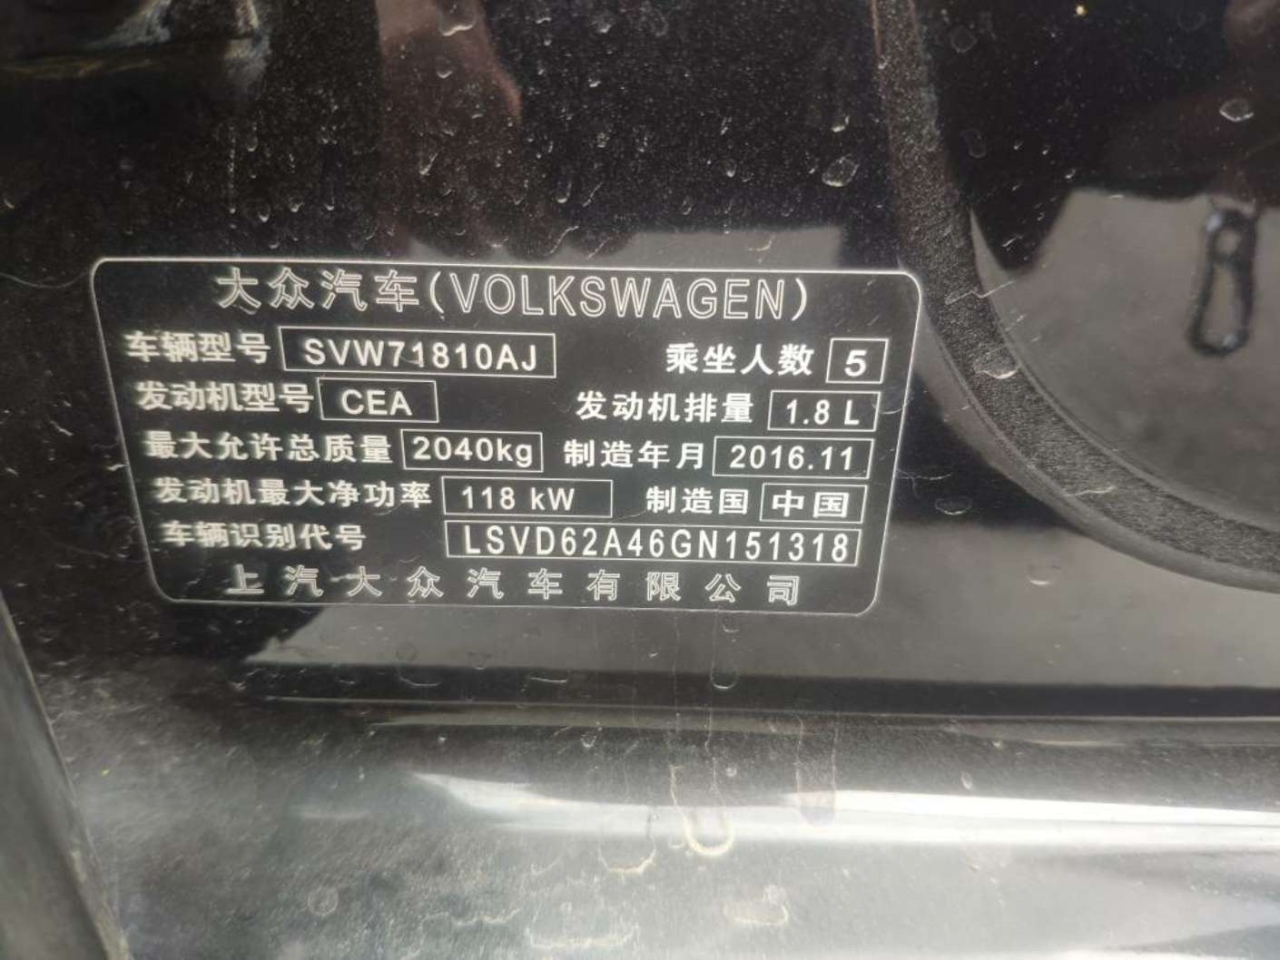 大众汽车(VOLKSWAGEN)
车辆型号 SVW71810AJ 乘坐人数 5
发动机型号 CEA 发动机排量 1.8 L
最大允许总质量 2040kg 制造年月 2016.11
发动机最大净功率 118 kW 制造国 中国
车辆识别代号 LSVD62A46GN151318
上汽大众汽车有限公司